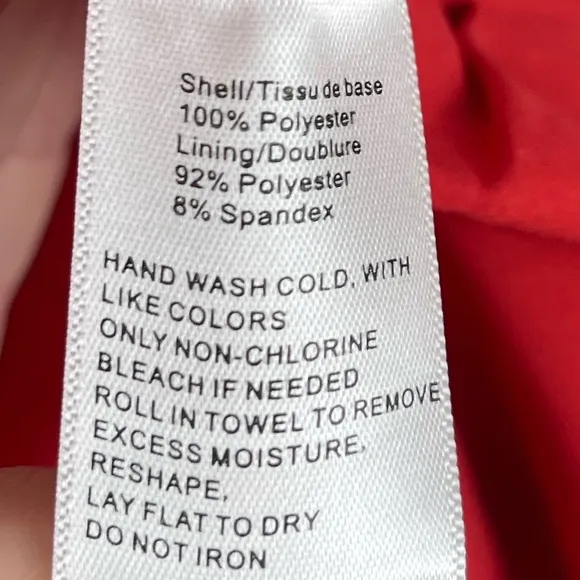 Shell/Tissu de base
100% Polyester
Lining/Doublure
92% Polyester
8% Spandex
HAND WASH COLD, WITH
LIKE COLORS
ONLY NON-CHLORINE
BLEACH IF NEEDED
ROLL IN TOWEL TO REMOVE
EXCESS MOISTURE,
RESHAPE,
LAY FLAT TO DRY
DO NOT IRON